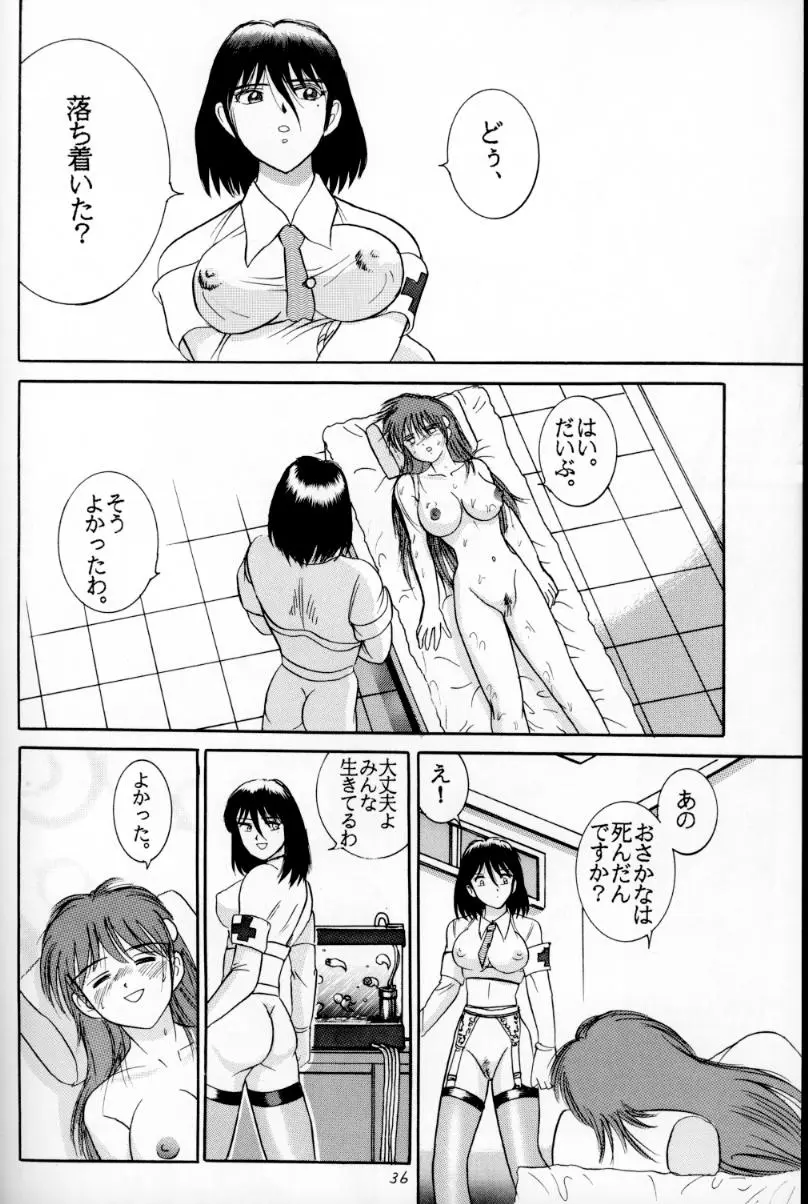 どぅ、
落ち着いた？
はい。
だいぶ。
そう
よかったわ。
あの
おさかなは
死んだん
ですか？
え！
大丈夫よ
みんな
生きてるわ
よかった。
36